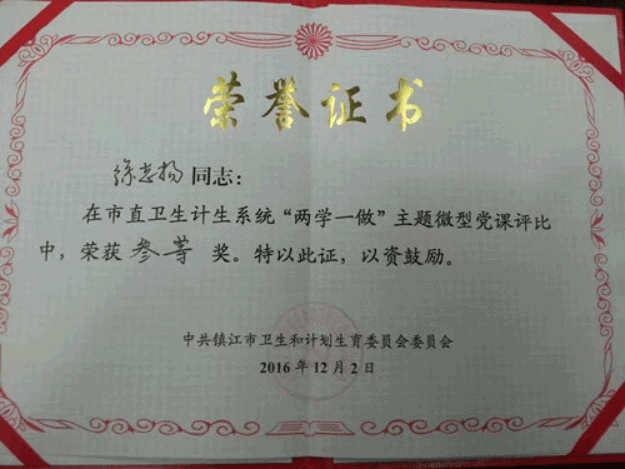 荣誉证书
徐志扬同志:
在市直卫生计生系统“两学一做”主题微型党课评比
中,荣获叁等奖。特以此证,以资鼓励。
中共镇江市卫生和计划生育委员会委员会
2016年12月2日